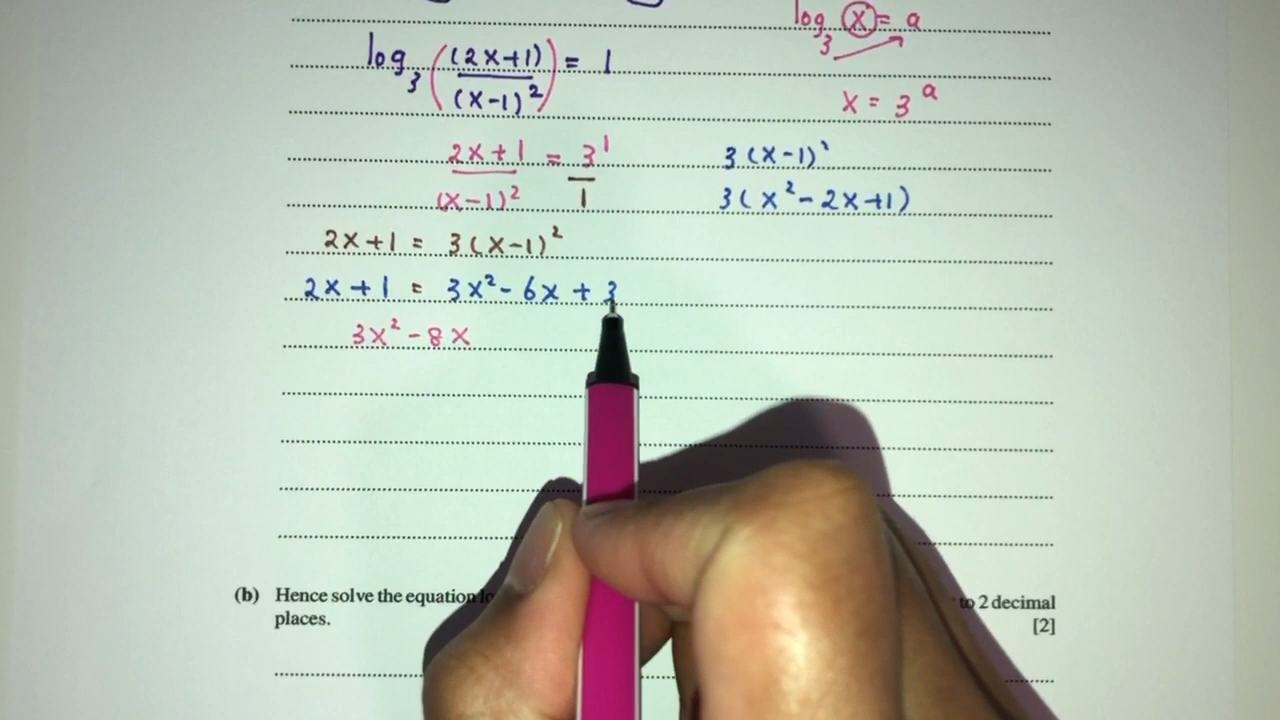 log₃ (x) = a
log₃ ((2x+1)/(x-1)²) = 1
x = 3ᵃ
(2x+1)/(x-1)² = 3¹/1
3(x-1)²
3(x²-2x+1)
2x+1 = 3(x-1)²
2x+1 = 3x²-6x+3
3x²-8x
(b) Hence solve the equation to 2 decimal
places. [2]